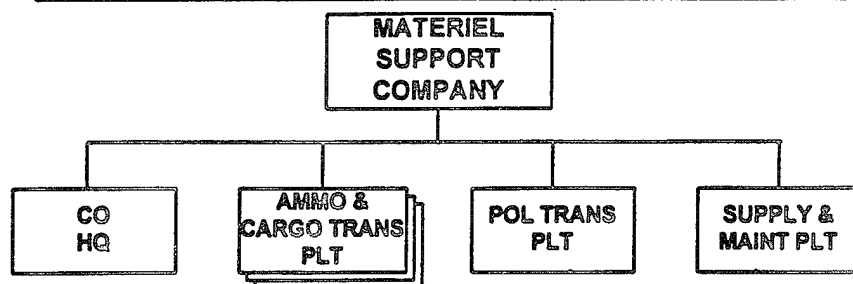 MATERIEL
SUPPORT
COMPANY
CO
HQ
AMMO &
CARGO TRANS
PLT
POL TRANS
PLT
SUPPLY &
MAINT PLT